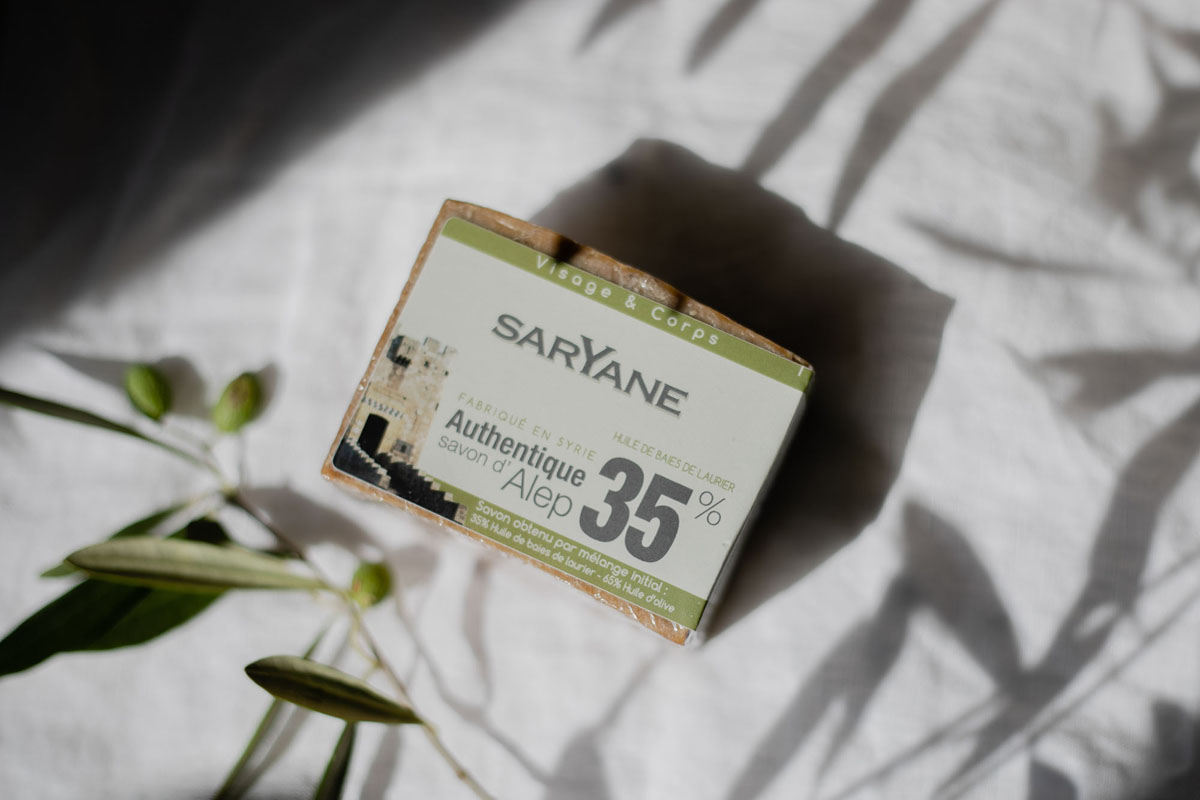 Visage & Corps
SARYANE
FABRIQUÉ EN SYRIE
Authentique
savon d'Alep
HUILE DE BAIES DE LAURIER
35%
Savon obtenu par mélange initial :
35% Huile de baies de laurier - 65% Huile d'olive